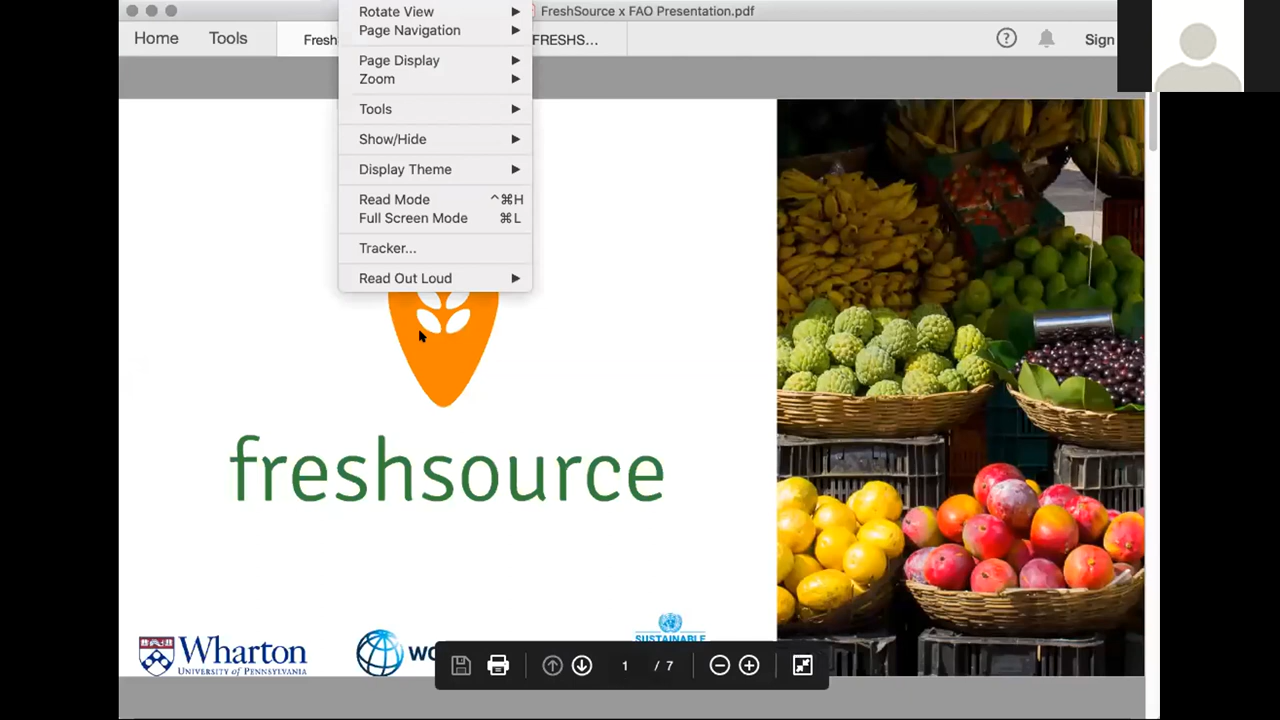 FreshSource x FAO Presentation.pdf
Home Tools Fresh FRESHS... ? Sign
Rotate View
Page Navigation
Page Display
Zoom
Tools
Show/Hide
Display Theme
Read Mode ^⌘H
Full Screen Mode ⌘L
Tracker...
Read Out Loud
freshsource
Wharton
UNIVERSITY of PENNSYLVANIA
WO
SUSTAINABLE
1 / 7